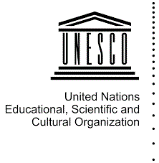 UNESCO
United Nations
Educational, Scientific and
Cultural Organization